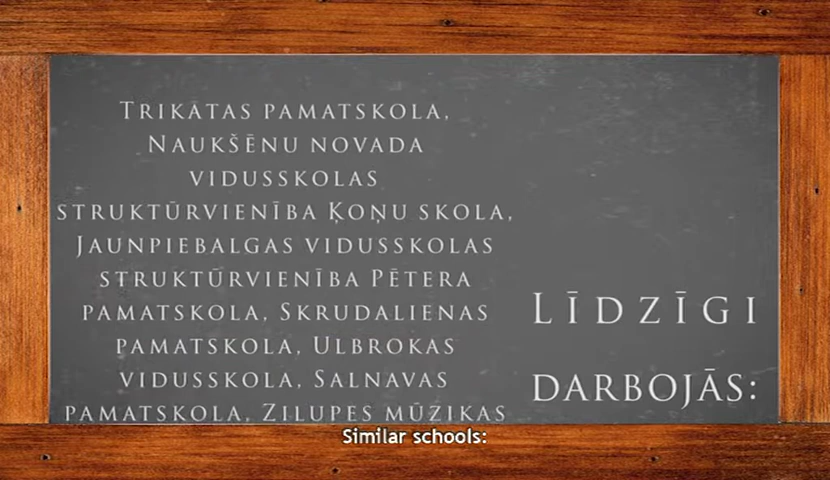 Trikātas pamatskola,
Naukšēnu novada
vidusskolas
struktūrvienība Ķoņu skola,
Jaunpiebalgas vidusskolas
struktūrvienība Pētera
pamatskola, Skrudalienas
pamatskola, Ulbrokas
vidusskola, Salnavas
pamatskola, Zilupes mūzikas
Līdzīgi
darbojās:
Similar schools: